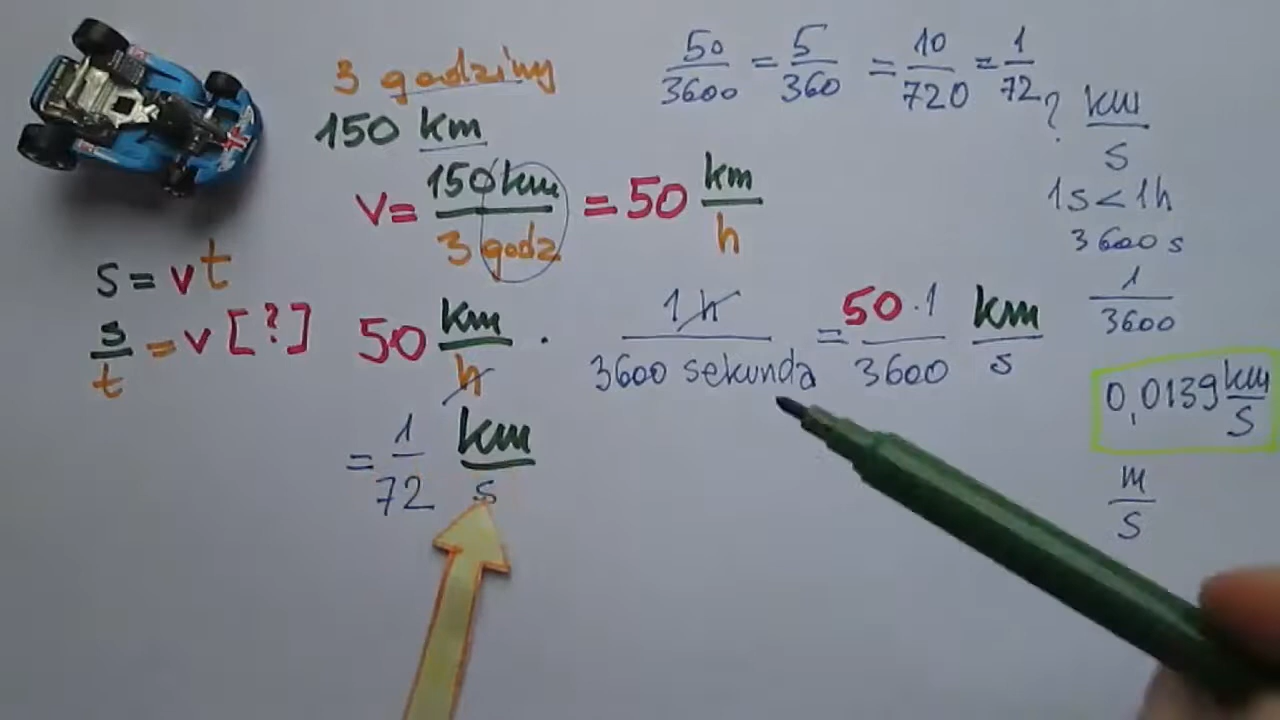 3 godziny
150 km
V= 150 km / 3 godz. = 50 km / h
50/3600 = 5/360 = 10/720 = 1/72
? km/s
1s < 1h
3600 s
1/3600
s = vt
s/t = v [?]
50 km/h · 1h / 3600 sekunda = 50·1 / 3600 km/s
= 1/72 km/s
0,0139 km/s
m/s